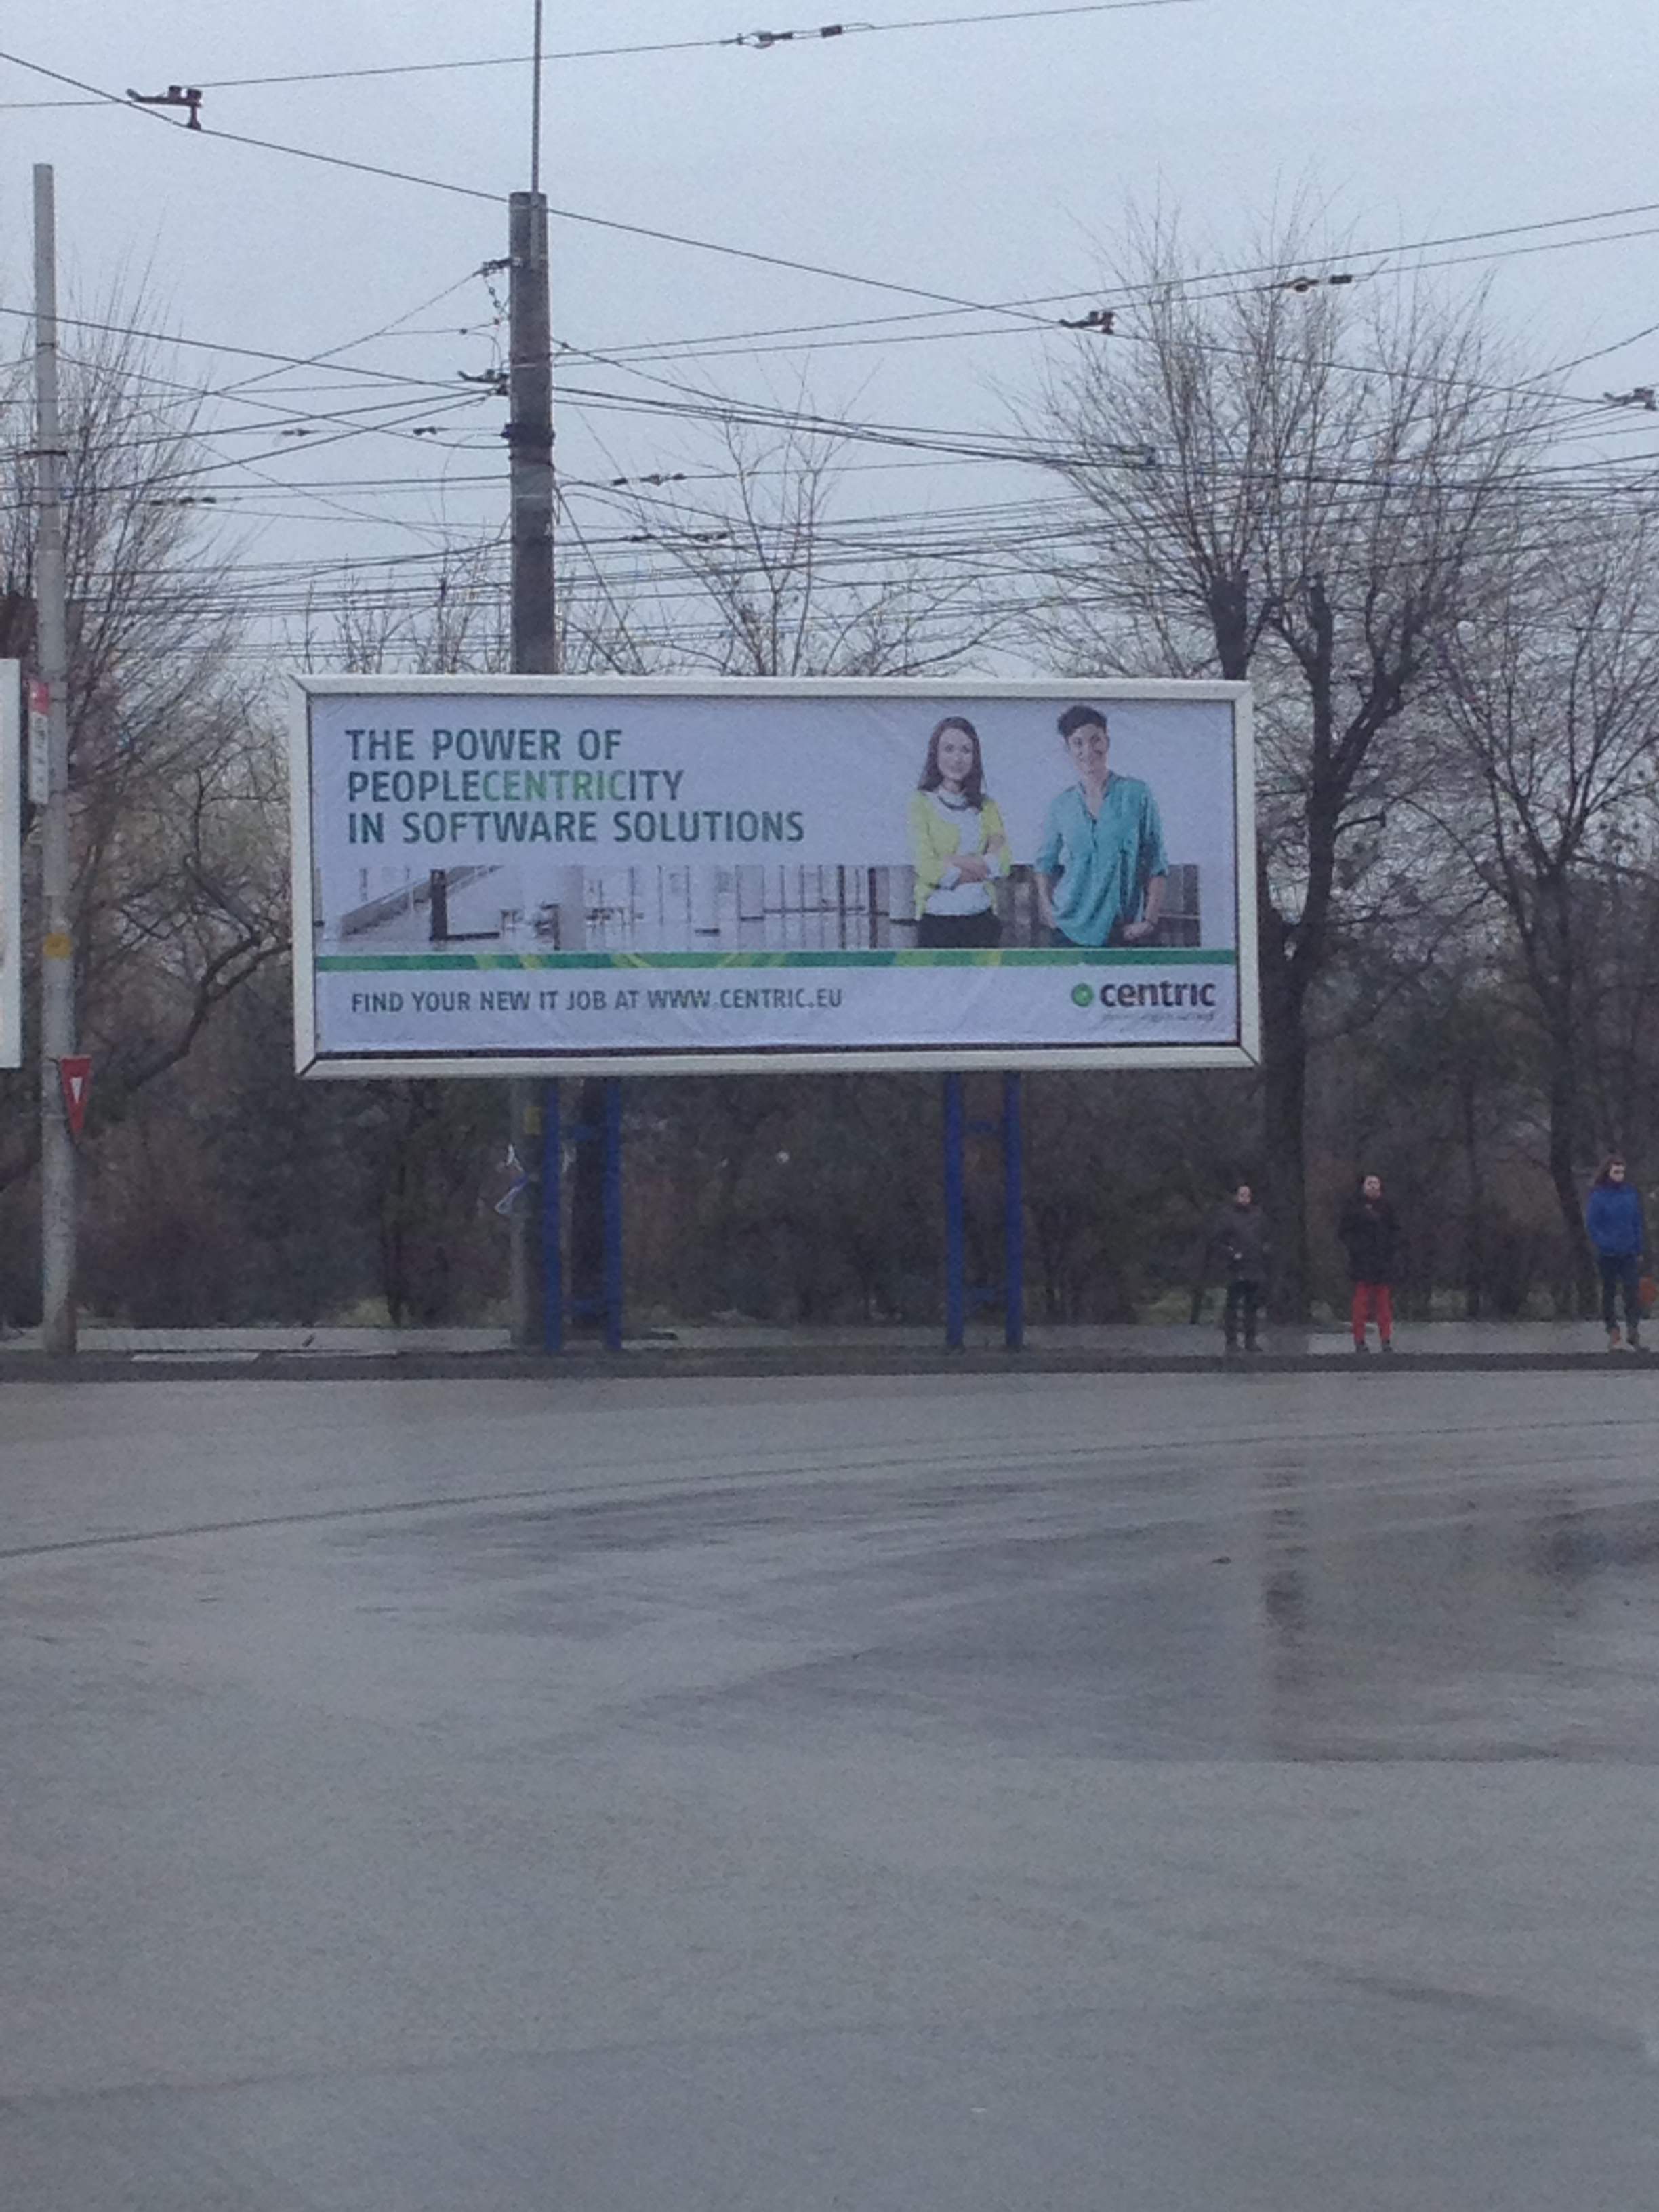 THE POWER OF
PEOPLECENTRICITY
IN SOFTWARE SOLUTIONS
FIND YOUR NEW IT JOB AT WWW.CENTRIC.EU
centric